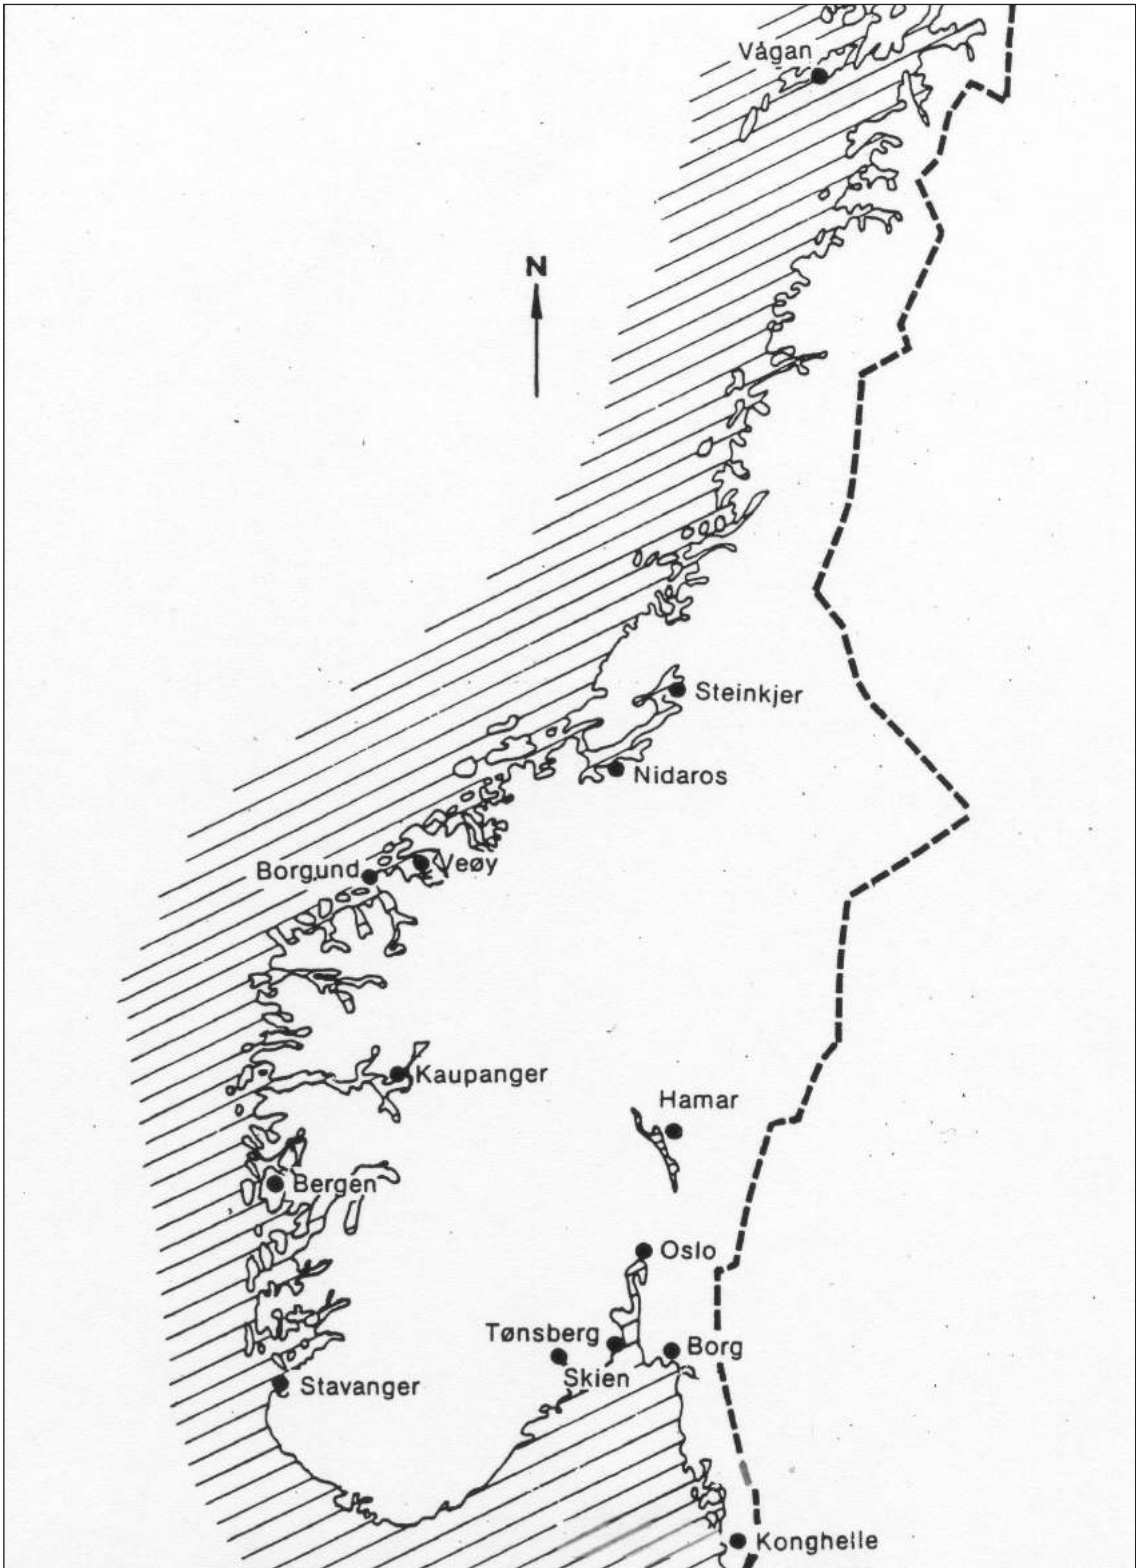 Vågan
N
Steinkjer
Nidaros
Borgund
Veøy
Kaupanger
Hamar
Bergen
Oslo
Tønsberg
Borg
Skien
Stavanger
Konghelle